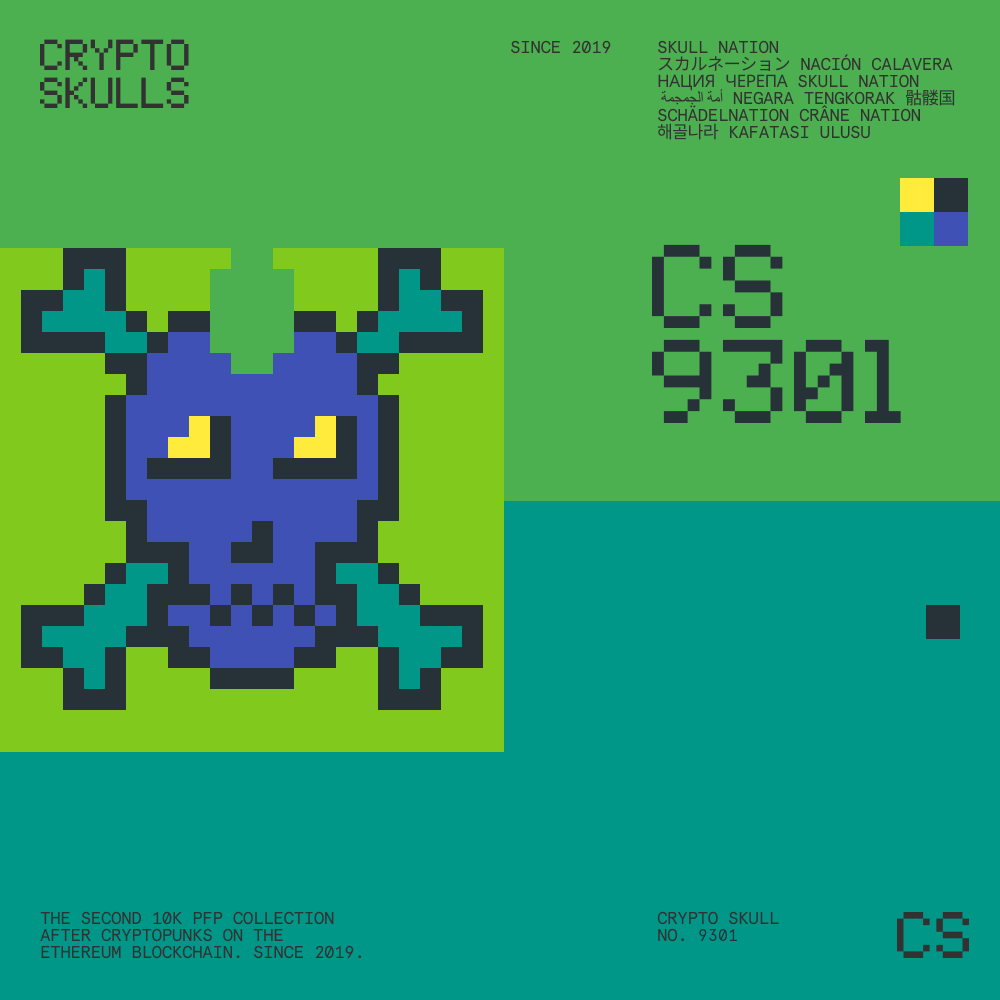 CRYPTO
SKULLS
SINCE 2019
SKULL NATION
スカルネーション NACIÓN CALAVERA
НАЦИЯ ЧЕРЕПА SKULL NATION
أمة الجمجمة NEGARA TENGKORAK 骷髅国
SCHÄDELNATION CRÂNE NATION
해골나라 KAFATASI ULUSU
CS
9301
THE SECOND 10K PFP COLLECTION
AFTER CRYPTOPUNKS ON THE
ETHEREUM BLOCKCHAIN. SINCE 2019.
CRYPTO SKULL
NO. 9301
CS